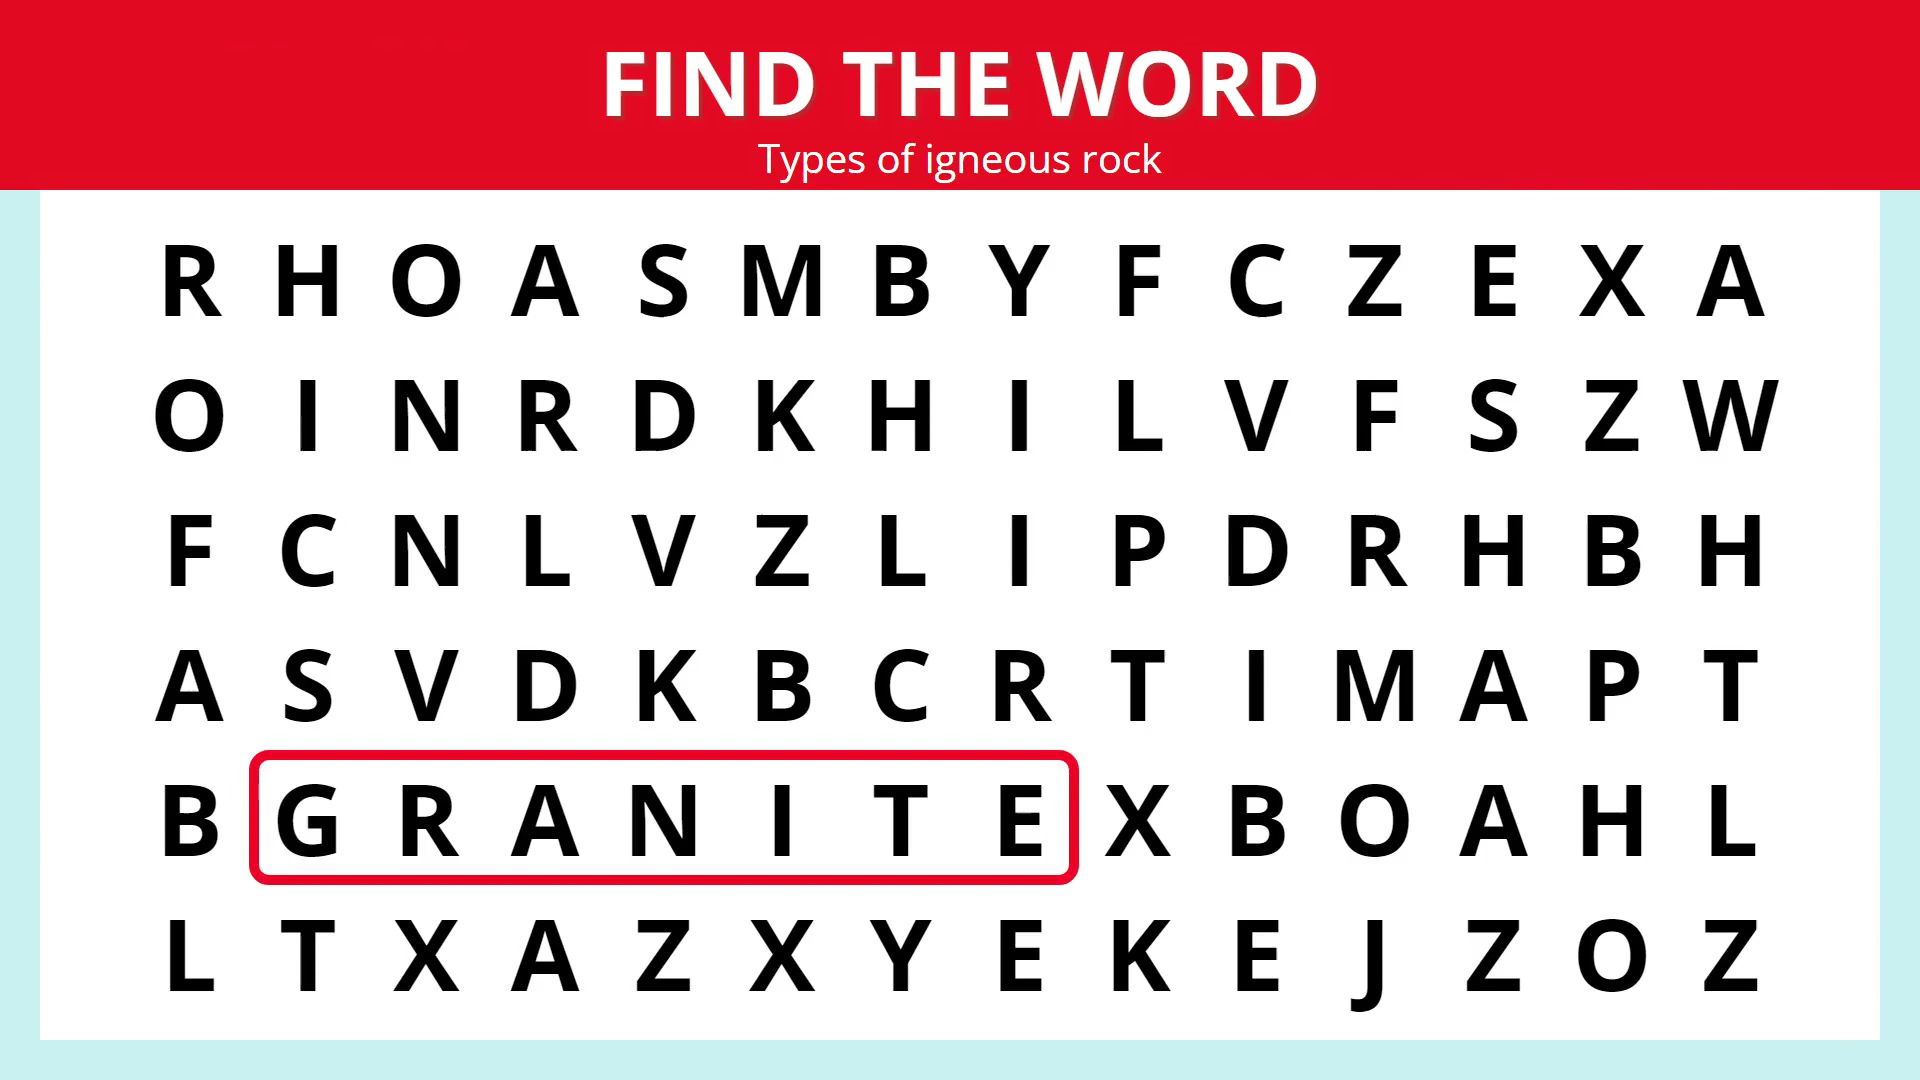 FIND THE WORD
Types of igneous rock
R H O A S M B Y F C Z E X A
O I N R D K H I L V F S Z W
F C N L V Z L I P D R H B H
A S V D K B C R T I M A P T
B G R A N I T E X B O A H L
L T X A Z X Y E K E J Z O Z